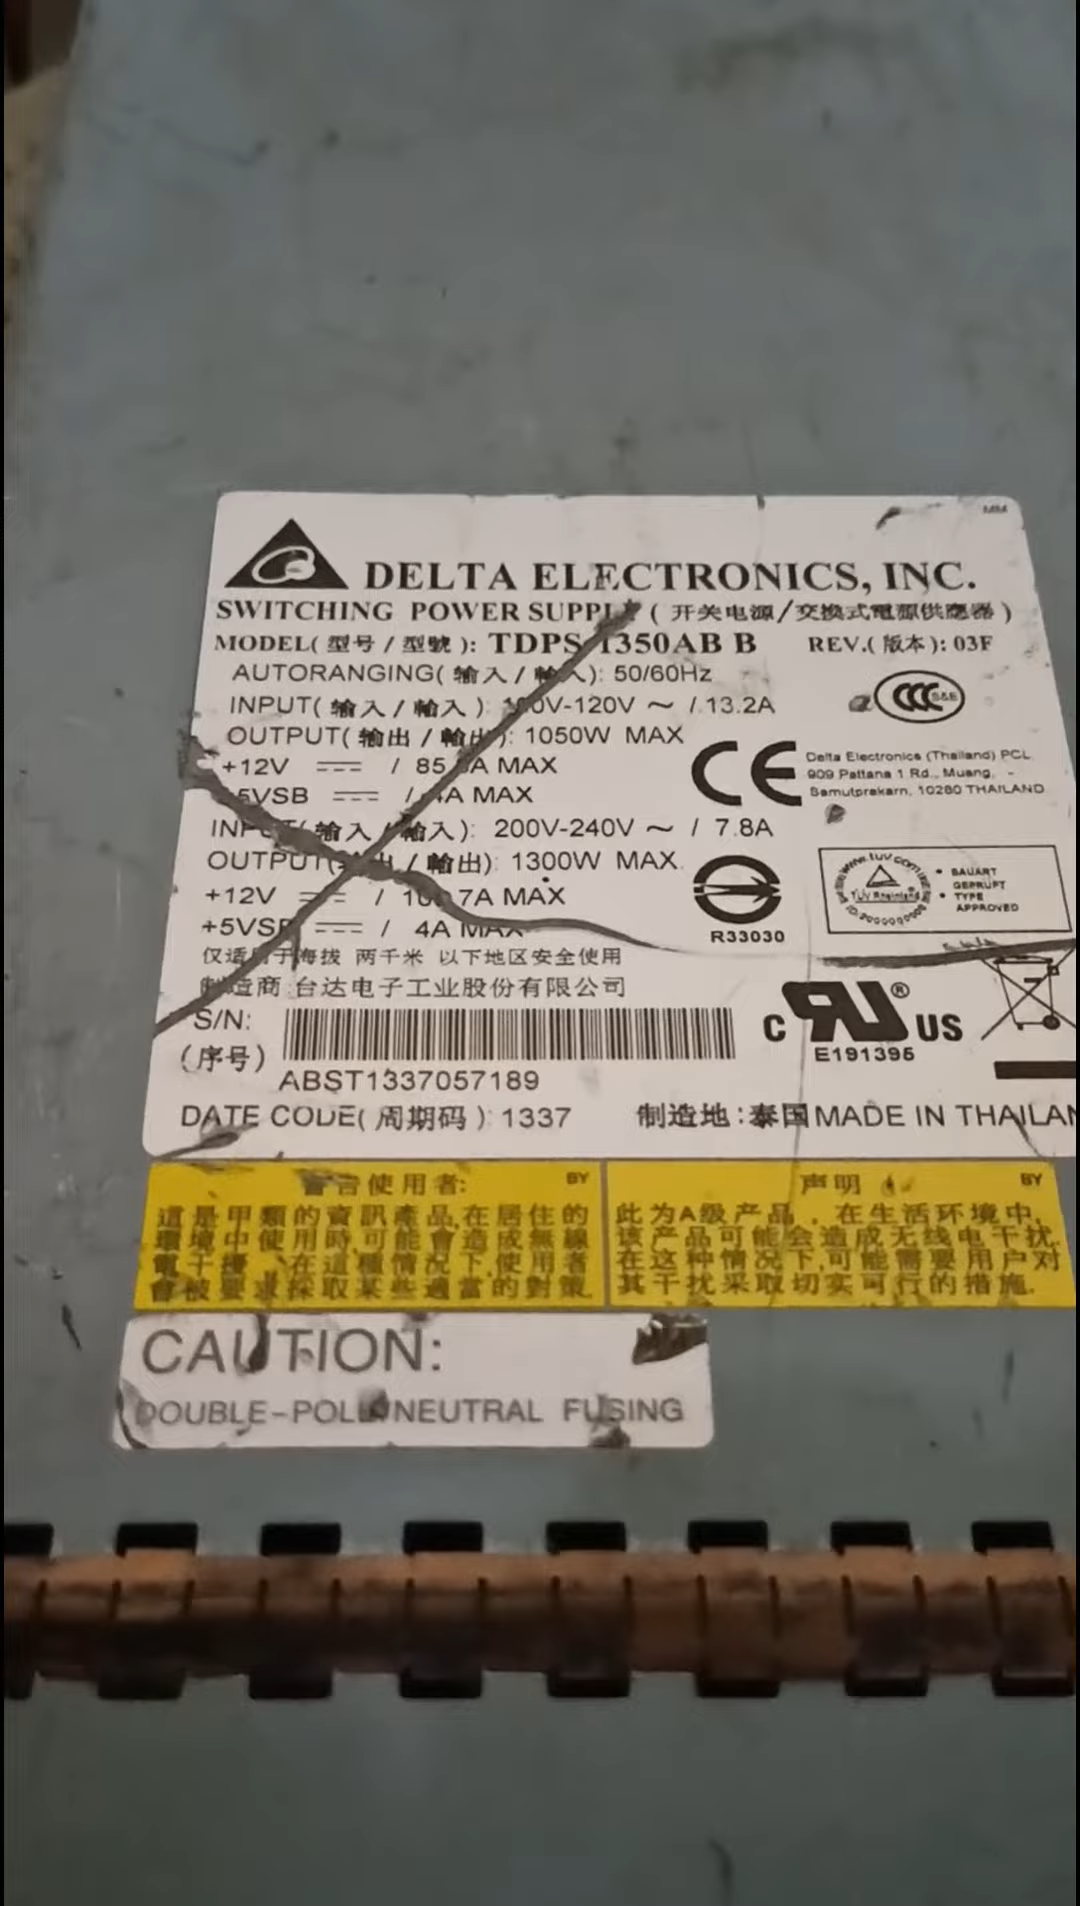 MM
DELTA ELECTRONICS, INC.
SWITCHING POWER SUPPLY (开关电源/交換式電源供應器)
MODEL(型号/型號): TDPS-1350AB B REV.(版本): 03F
AUTORANGING(输入/輸入): 50/60Hz
INPUT(输入/輸入): 100V-120V ~ / 13.2A
OUTPUT(输出/輸出): 1050W MAX
+12V ⎓ / A MAX
+5VSB ⎓ / 4A MAX
INPUT(输入/輸入): 200V-240V ~ / 7.8A
OUTPUT(输出/輸出): 1300W MAX.
+12V ⎓ / 7A MAX
+5VSB ⎓ / 4A MAX
仅适用于海拔 两千米 以下地区安全使用
制造商:台达电子工业股份有限公司
S/N:
(序号)
ABST1337057189
DATE CODE(周期码): 1337
制造地:泰国 MADE IN THAILAN
CCC S&E
CE
Delta Electronics (Thailand) PCL
909 Pattana 1 Rd., Muang,
Samutprakarn, 10280 THAILAND
R33030
www.tuv.com
TÜV Rheinland
BAUART
GEPRUFT
TYPE
APPROVED
C RU ® US
E191395
警告使用者: BY
這是甲類的資訊產品,在居住的
環境中使用時,可能會造成無線
電干擾,在這種情況下,使用者
會被要求採取某些適當的對策.
声明 BY
此为A级产品,在生活环境中,
该产品可能会造成无线电干扰.
在这种情况下,可能需要用户对
其干扰采取切实可行的措施.
CAUTION:
DOUBLE-POLE/NEUTRAL FUSING